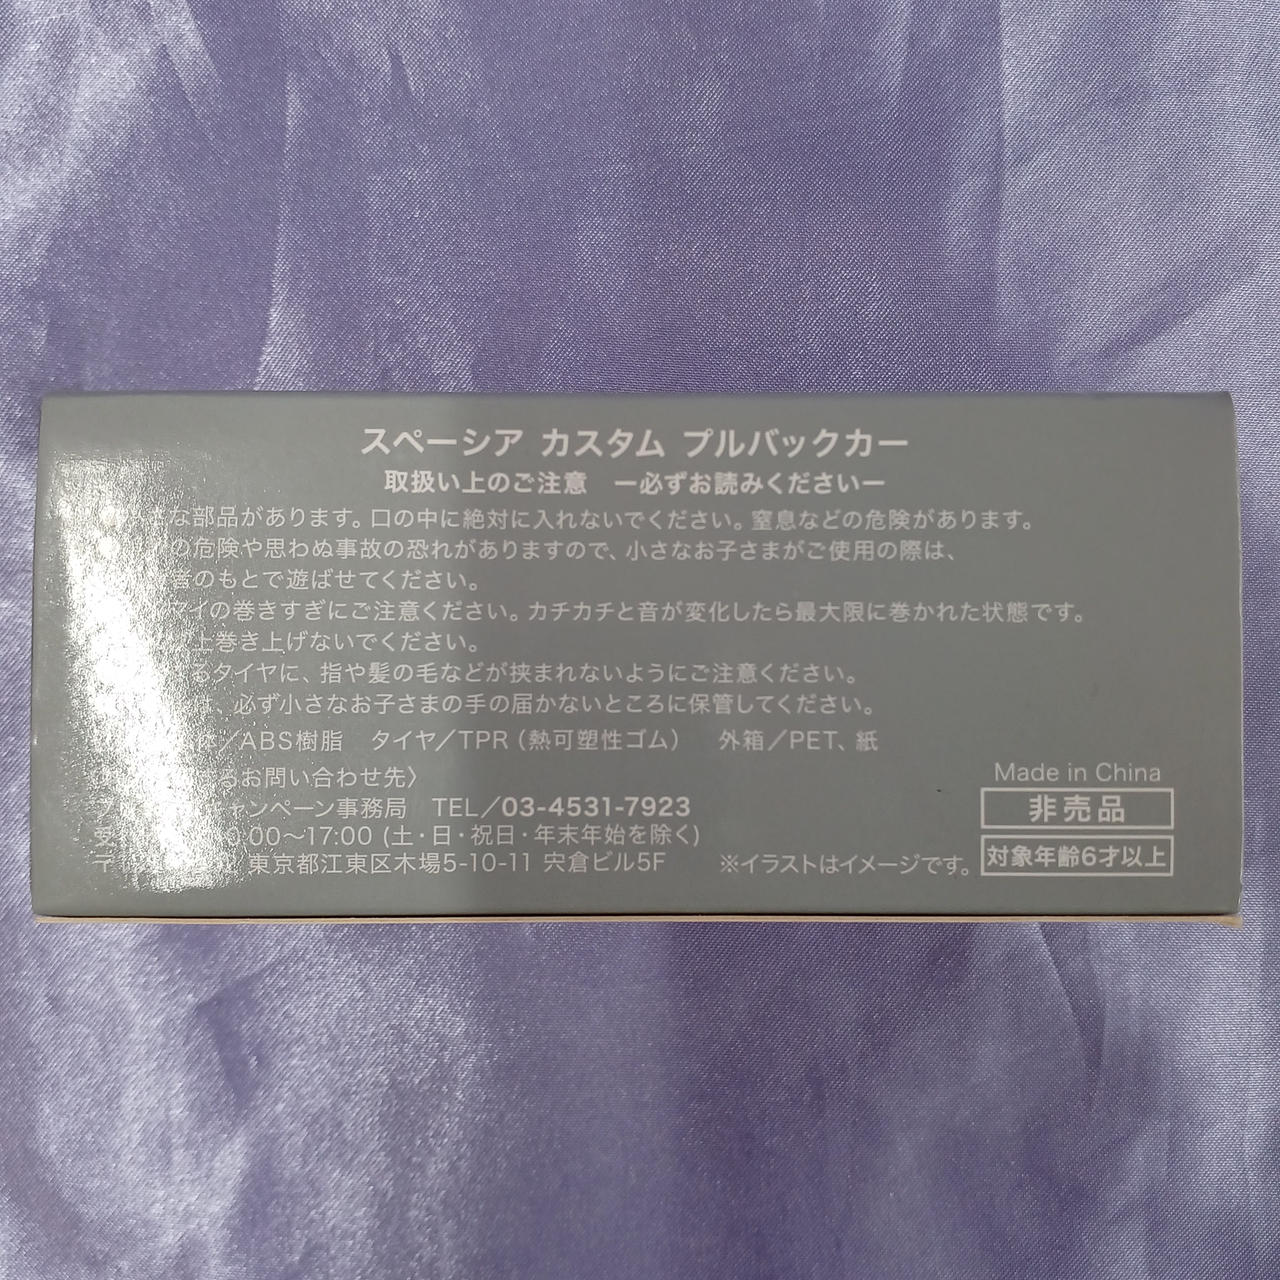 スペーシア カスタム プルバックカー
取扱い上のご注意 ー必ずお読みくださいー
な部品があります。口の中に絶対に入れないでください。窒息などの危険があります。
の危険や思わぬ事故の恐れがありますので、小さなお子さまがご使用の際は、
のもとで遊ばせてください。
マイの巻きすぎにご注意ください。カチカチと音が変化したら最大限に巻かれた状態です。
上巻き上げないでください。
るタイヤに、指や髪の毛などが挟まれないようにご注意ください。
は、必ず小さなお子さまの手の届かないところに保管してください。
体／ABS樹脂 タイヤ／TPR（熱可塑性ゴム） 外箱／PET、紙
するお問い合わせ先〉
ャンペーン事務局 TEL／03-4531-7923
受 0:00～17:00 (土・日・祝日・年末年始を除く)
〒 東京都江東区木場5-10-11 宍倉ビル5F
※イラストはイメージです。
Made in China
非売品
対象年齢6才以上